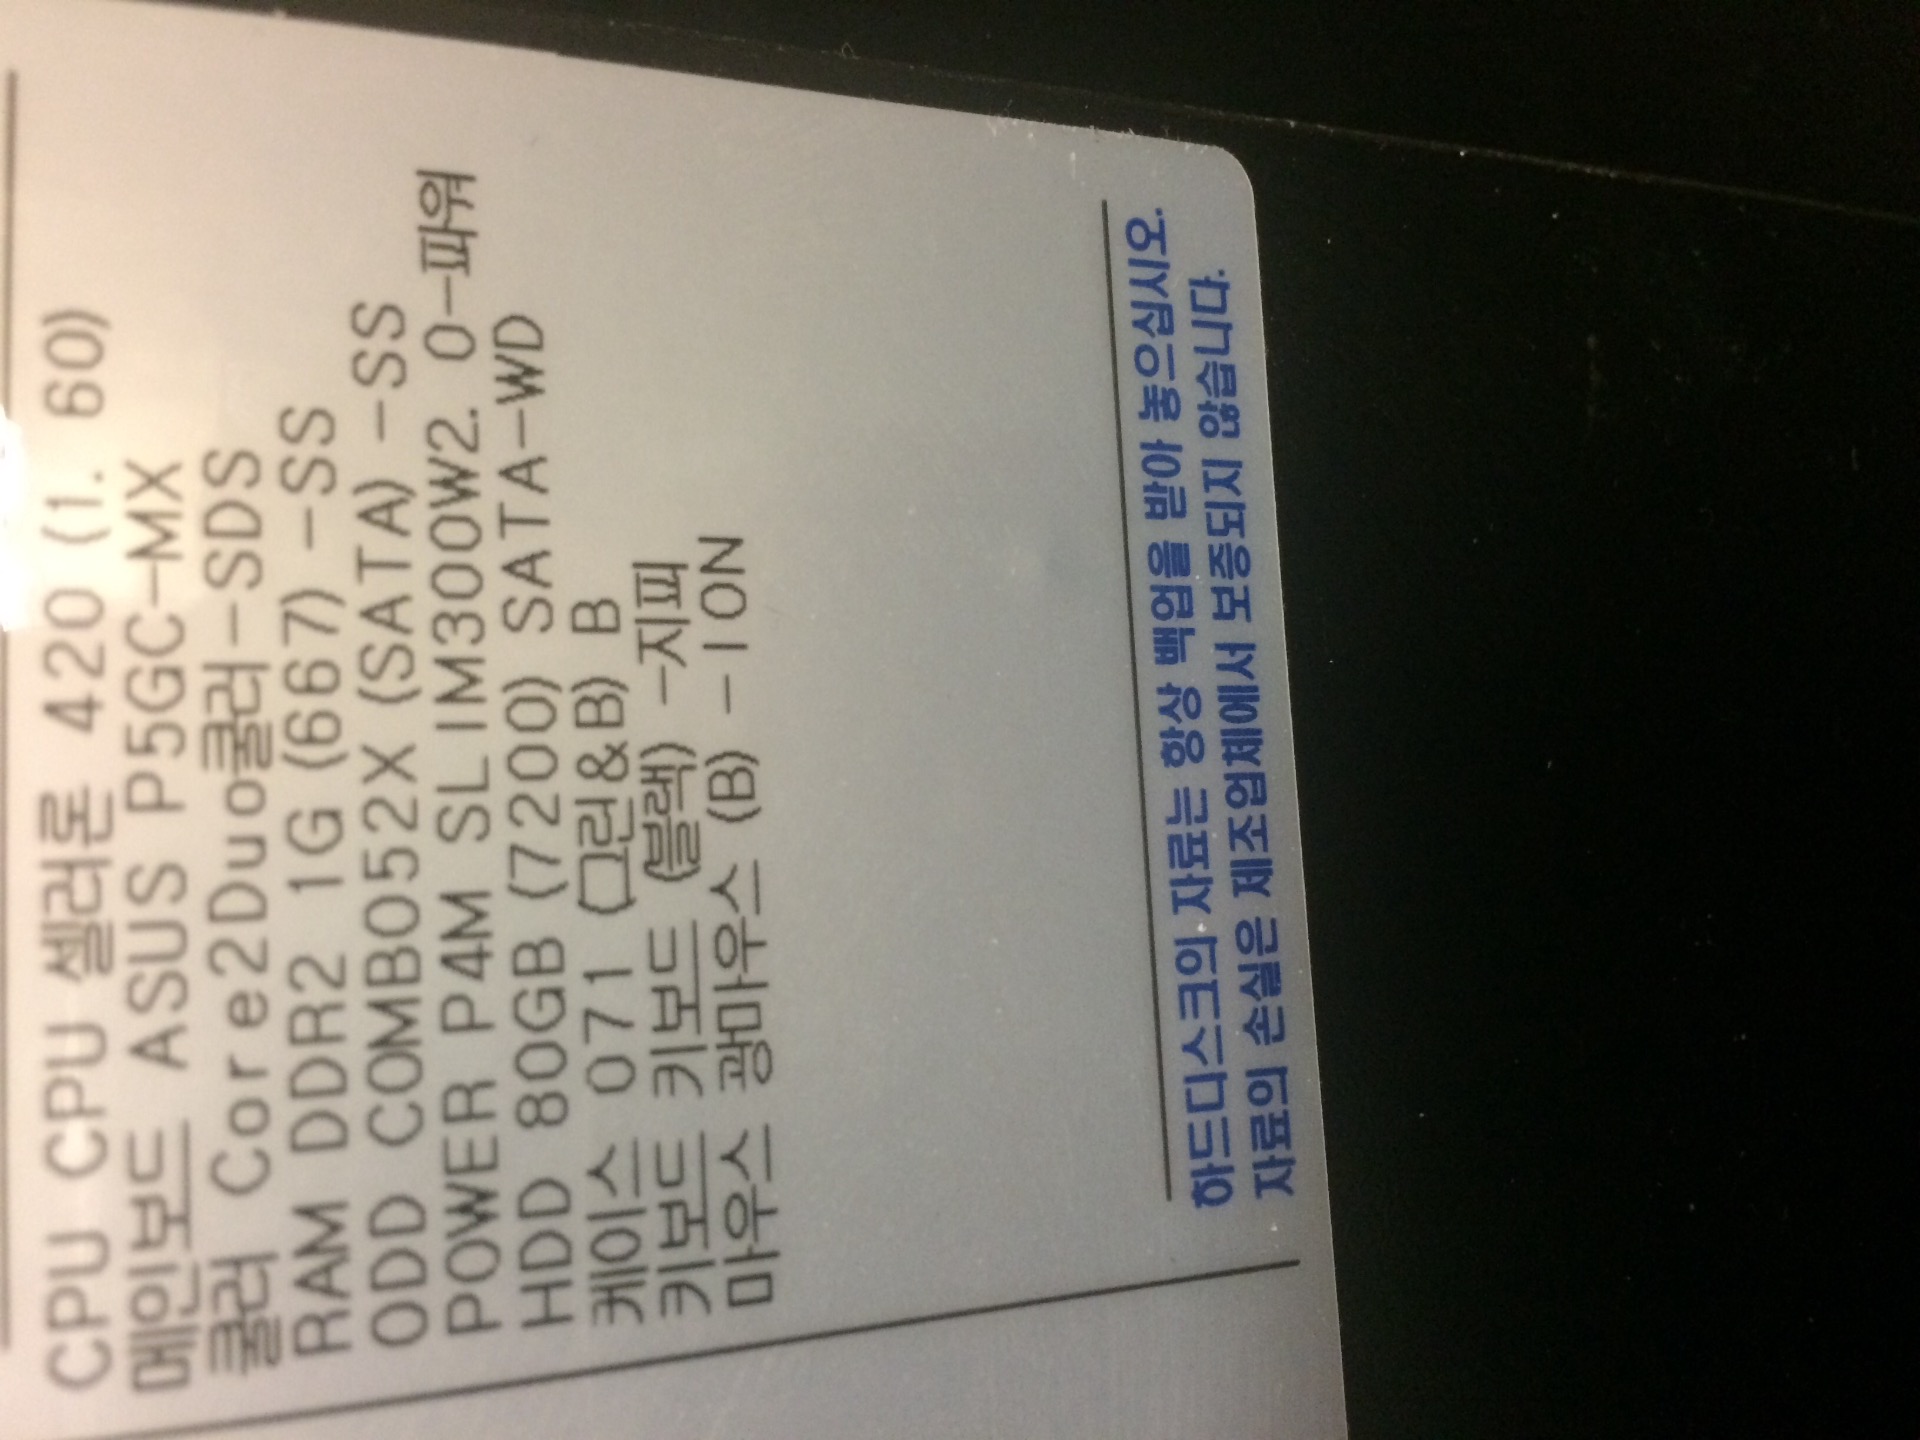 CPU CPU 셀러론 420 (1. 60)
메인보드 ASUS P5GC-MX
쿨러 Core2Duo쿨러-SDS
RAM DDR2 1G (667) -SS
ODD COMBO52X (SATA) -SS
POWER P4M SLIM300W2. 0-파워
HDD 80GB (7200) SATA-WD
케이스 071 (그린&B) B
키보드 키보드 (블랙) -지피
마우스 광마우스 (B) -ION
하드디스크의 자료는 항상 백업을 받아 놓으십시오.
자료의 손실은 제조업체에서 보증되지 않습니다.